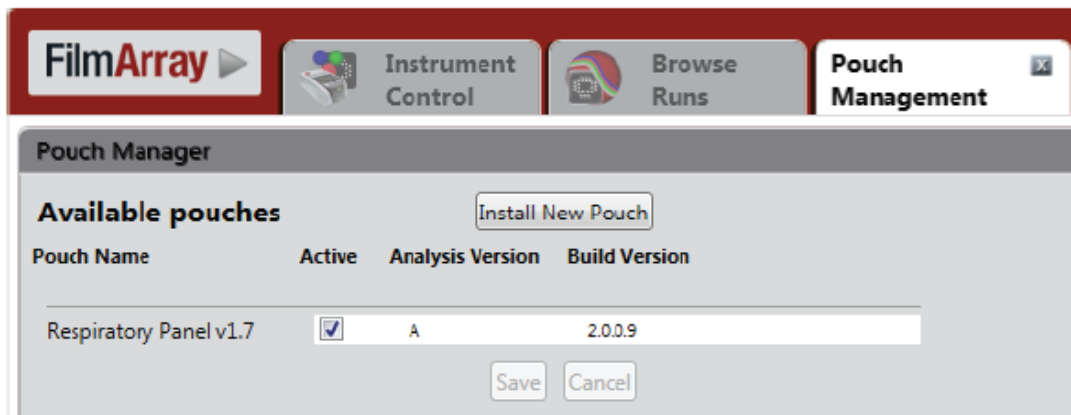 FilmArray
Instrument
Control
Browse
Runs
Pouch
Management
x
Pouch Manager
Available pouches
Install New Pouch
Pouch Name Active Analysis Version Build Version
Respiratory Panel v1.7 A 2.0.0.9
Save Cancel